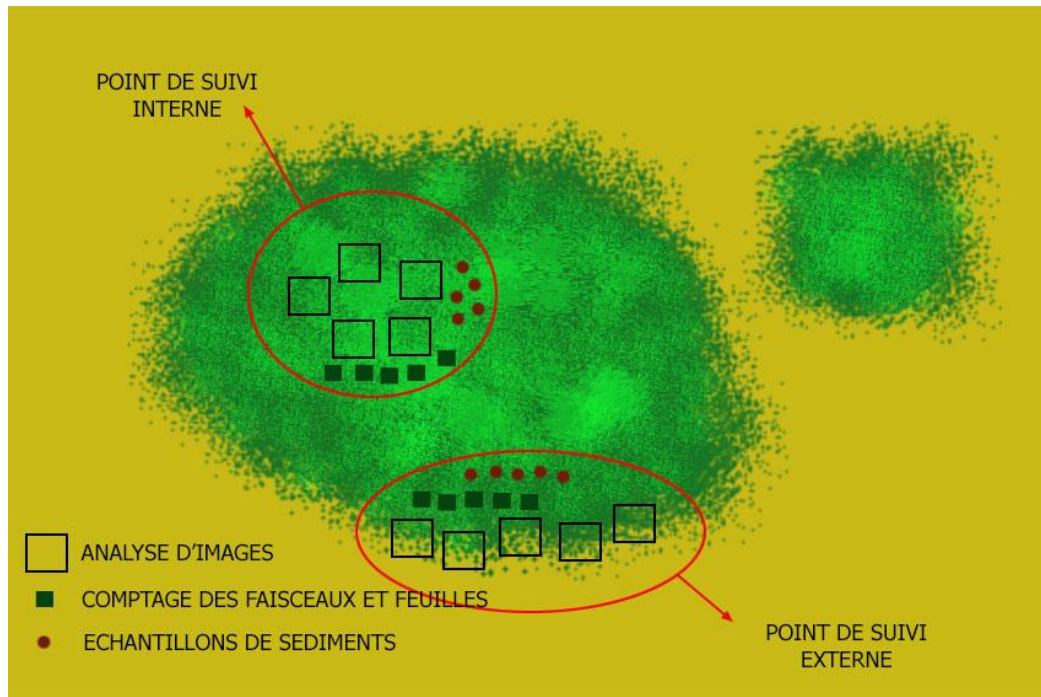 POINT DE SUIVI
INTERNE
ANALYSE D'IMAGES
COMPTAGE DES FAISCEAUX ET FEUILLES
ECHANTILLONS DE SEDIMENTS
POINT DE SUIVI
EXTERNE